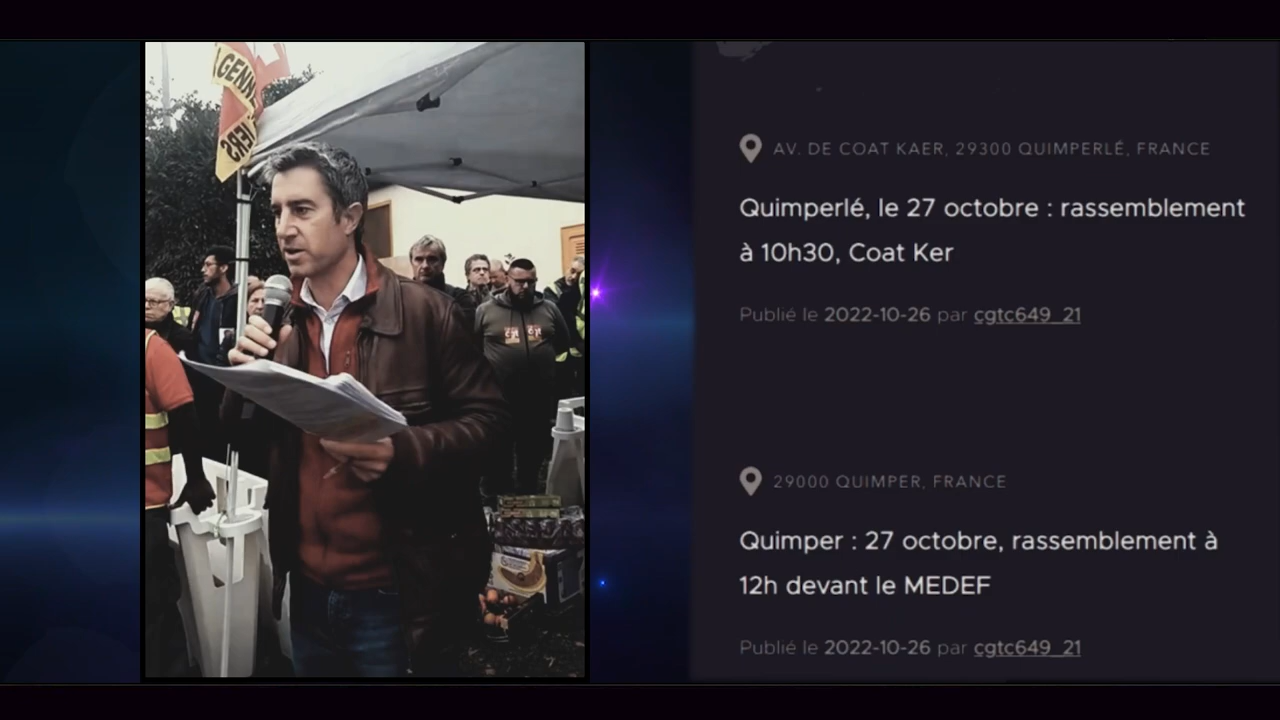 AV. DE COAT KAER, 29300 QUIMPERLÉ, FRANCE
Quimperlé, le 27 octobre : rassemblement
à 10h30, Coat Ker
Publié le 2022-10-26 par cgtc649_21
29000 QUIMPER, FRANCE
Quimper : 27 octobre, rassemblement à
12h devant le MEDEF
Publié le 2022-10-26 par cgtc649_21